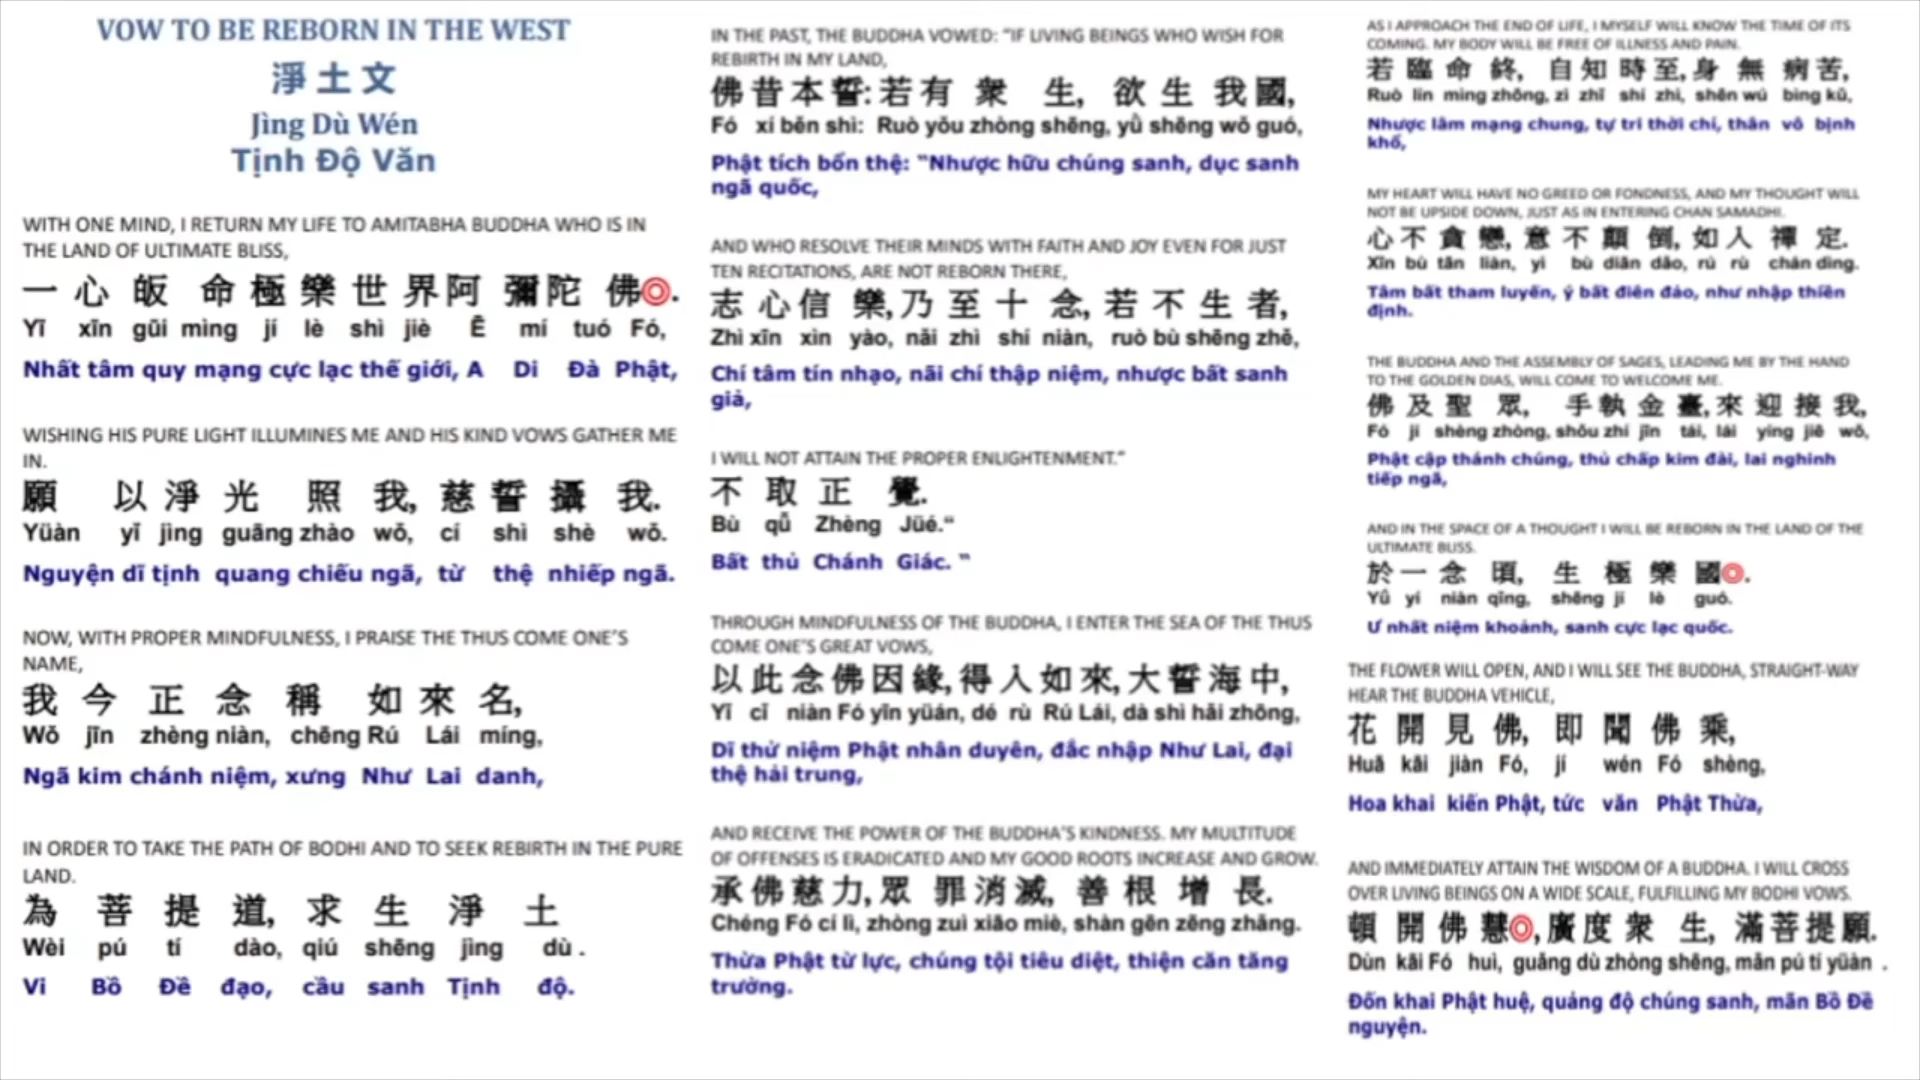 VOW TO BE REBORN IN THE WEST
淨土文
Jìng Dù Wén
Tịnh Độ Văn
WITH ONE MIND, I RETURN MY LIFE TO AMITABHA BUDDHA WHO IS IN
THE LAND OF ULTIMATE BLISS,
一心皈命極樂世界阿彌陀佛◎.
Yī xīn gūi mìng jí lè shì jiè Ē mí tuó Fó,
Nhất tâm quy mạng cực lạc thế giới, A Di Đà Phật,
WISHING HIS PURE LIGHT ILLUMINES ME AND HIS KIND VOWS GATHER ME
IN.
願以淨光照我, 慈誓攝我.
Yüàn yǐ jìng guāng zhào wǒ, cí shì shè wǒ.
Nguyện dĩ tịnh quang chiếu ngã, từ thệ nhiếp ngã.
NOW, WITH PROPER MINDFULNESS, I PRAISE THE THUS COME ONE’S
NAME,
我今正念稱如來名,
Wǒ jīn zhèng niàn, chēng Rú Lái míng,
Ngã kim chánh niệm, xưng Như Lai danh,
IN ORDER TO TAKE THE PATH OF BODHI AND TO SEEK REBIRTH IN THE PURE
LAND.
為菩提道, 求生淨土
Wèi pú tí dào, qiú shēng jìng dù .
Vi Bồ Đề đạo, cầu sanh Tịnh độ.
IN THE PAST, THE BUDDHA VOWED: “IF LIVING BEINGS WHO WISH FOR
REBIRTH IN MY LAND,
佛昔本誓: 若有衆生, 欲生我國,
Fó xí běn shì: Ruò yǒu zhòng shēng, yǜ shēng wǒ guó,
Phật tích bổn thệ: “Nhược hữu chúng sanh, dục sanh
ngã quốc,
AND WHO RESOLVE THEIR MINDS WITH FAITH AND JOY EVEN FOR JUST
TEN RECITATIONS, ARE NOT REBORN THERE,
志心信樂, 乃至十念, 若不生者,
Zhì xīn xìn yào, nǎi zhì shí niàn, ruò bù shēng zhě,
Chí tâm tín nhạo, nãi chí thập niệm, nhược bất sanh
giả,
I WILL NOT ATTAIN THE PROPER ENLIGHTENMENT.”
不取正覺.
Bù qǚ Zhèng Jüé.“
Bất thủ Chánh Giác. “
THROUGH MINDFULNESS OF THE BUDDHA, I ENTER THE SEA OF THE THUS
COME ONE’S GREAT VOWS,
以此念佛因緣, 得入如來, 大誓海中,
Yǐ cǐ niàn Fó yīn yüán, dé rù Rú Lái, dà shì hǎi zhōng,
Dĩ thử niệm Phật nhân duyên, đắc nhập Như Lai, đại
thệ hải trung,
AND RECEIVE THE POWER OF THE BUDDHA’S KINDNESS. MY MULTITUDE
OF OFFENSES IS ERADICATED AND MY GOOD ROOTS INCREASE AND GROW.
承佛慈力, 眾罪消滅, 善根增長.
Chéng Fó cí lì, zhòng zuì xiāo miè, shàn gēn zēng zhǎng.
Thừa Phật từ lực, chúng tội tiêu diệt, thiện căn tăng
trưởng.
AS I APPROACH THE END OF LIFE, I MYSELF WILL KNOW THE TIME OF ITS
COMING. MY BODY WILL BE FREE OF ILLNESS AND PAIN.
若臨命終, 自知時至, 身無病苦,
Ruò lín mìng zhōng, zì zhī shí zhì, shēn wú bìng kǔ,
Nhược lâm mạng chung, tự tri thời chí, thân vô bịnh
khổ,
MY HEART WILL HAVE NO GREED OR FONDNESS, AND MY THOUGHT WILL
NOT BE UPSIDE DOWN, JUST AS IN ENTERING CHAN SAMADHI.
心不貪戀, 意不顛倒, 如入禪定.
Xīn bù tān liàn, yì bù diān dǎo, rú rù chán dìng.
Tâm bất tham luyến, ý bất điên đảo, như nhập thiền
định.
THE BUDDHA AND THE ASSEMBLY OF SAGES, LEADING ME BY THE HAND
TO THE GOLDEN DIAS, WILL COME TO WELCOME ME.
佛及聖眾, 手執金臺, 來迎接我,
Fó jí shèng zhòng, shǒu zhí jīn tái, lái yíng jiē wǒ,
Phật cập thánh chúng, thủ chấp kim đài, lai nghinh
tiếp ngã,
AND IN THE SPACE OF A THOUGHT I WILL BE REBORN IN THE LAND OF THE
ULTIMATE BLISS.
於一念頃, 生極樂國◎.
Yǘ yí niàn qǐng, shēng jí lè guó.
Ư nhất niệm khoảnh, sanh cực lạc quốc.
THE FLOWER WILL OPEN, AND I WILL SEE THE BUDDHA, STRAIGHT-WAY
HEAR THE BUDDHA VEHICLE,
花開見佛, 即聞佛乘,
Huā kāi jiàn Fó, jí wén Fó shèng,
Hoa khai kiến Phật, tức văn Phật Thừa,
AND IMMEDIATELY ATTAIN THE WISDOM OF A BUDDHA. I WILL CROSS
OVER LIVING BEINGS ON A WIDE SCALE, FULFILLING MY BODHI VOWS.
頓開佛慧◎, 廣度衆生, 滿菩提願.
Dùn kāi Fó huì, guǎng dù zhòng shēng, mǎn pú tí yüàn .
Đốn khai Phật huệ, quảng độ chúng sanh, mãn Bồ Đề
nguyện.